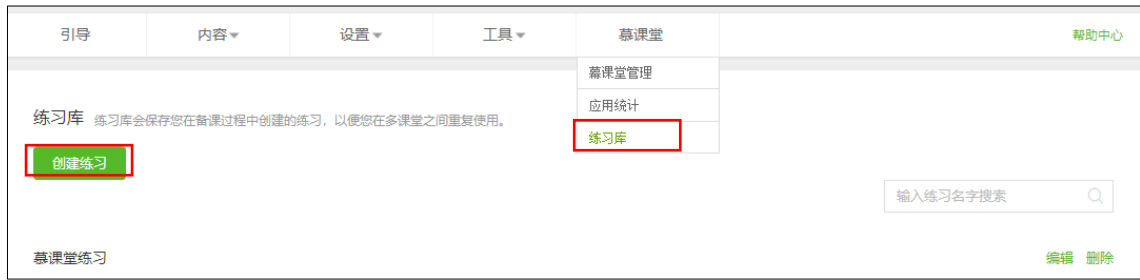 引导 内容 设置 工具 慕课堂 帮助中心
幕课堂管理
应用统计
练习库
练习库 练习库会保存您在备课过程中创建的练习，以便您在多课堂之间重复使用。
创建练习
输入练习名字搜索
慕课堂练习 编辑 删除